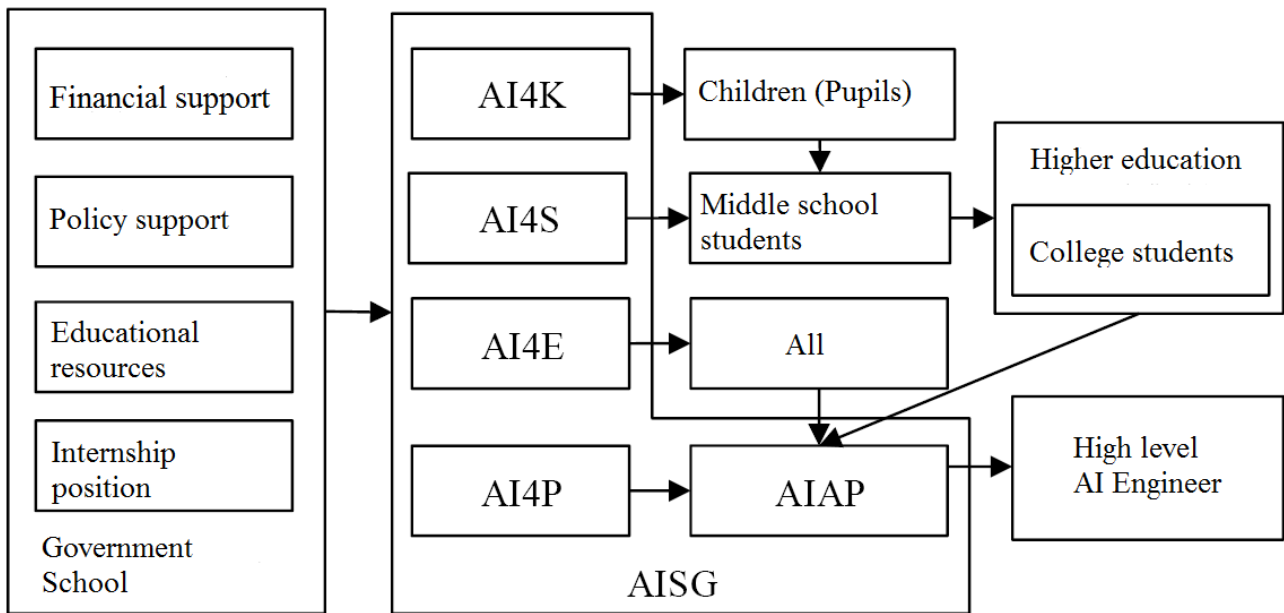 Financial support
Policy support
Educational
resources
Internship
position
Government
School
AI4K
AI4S
AI4E
AI4P
AISG
Children (Pupils)
Middle school
students
All
AIAP
Higher education
College students
High level
AI Engineer